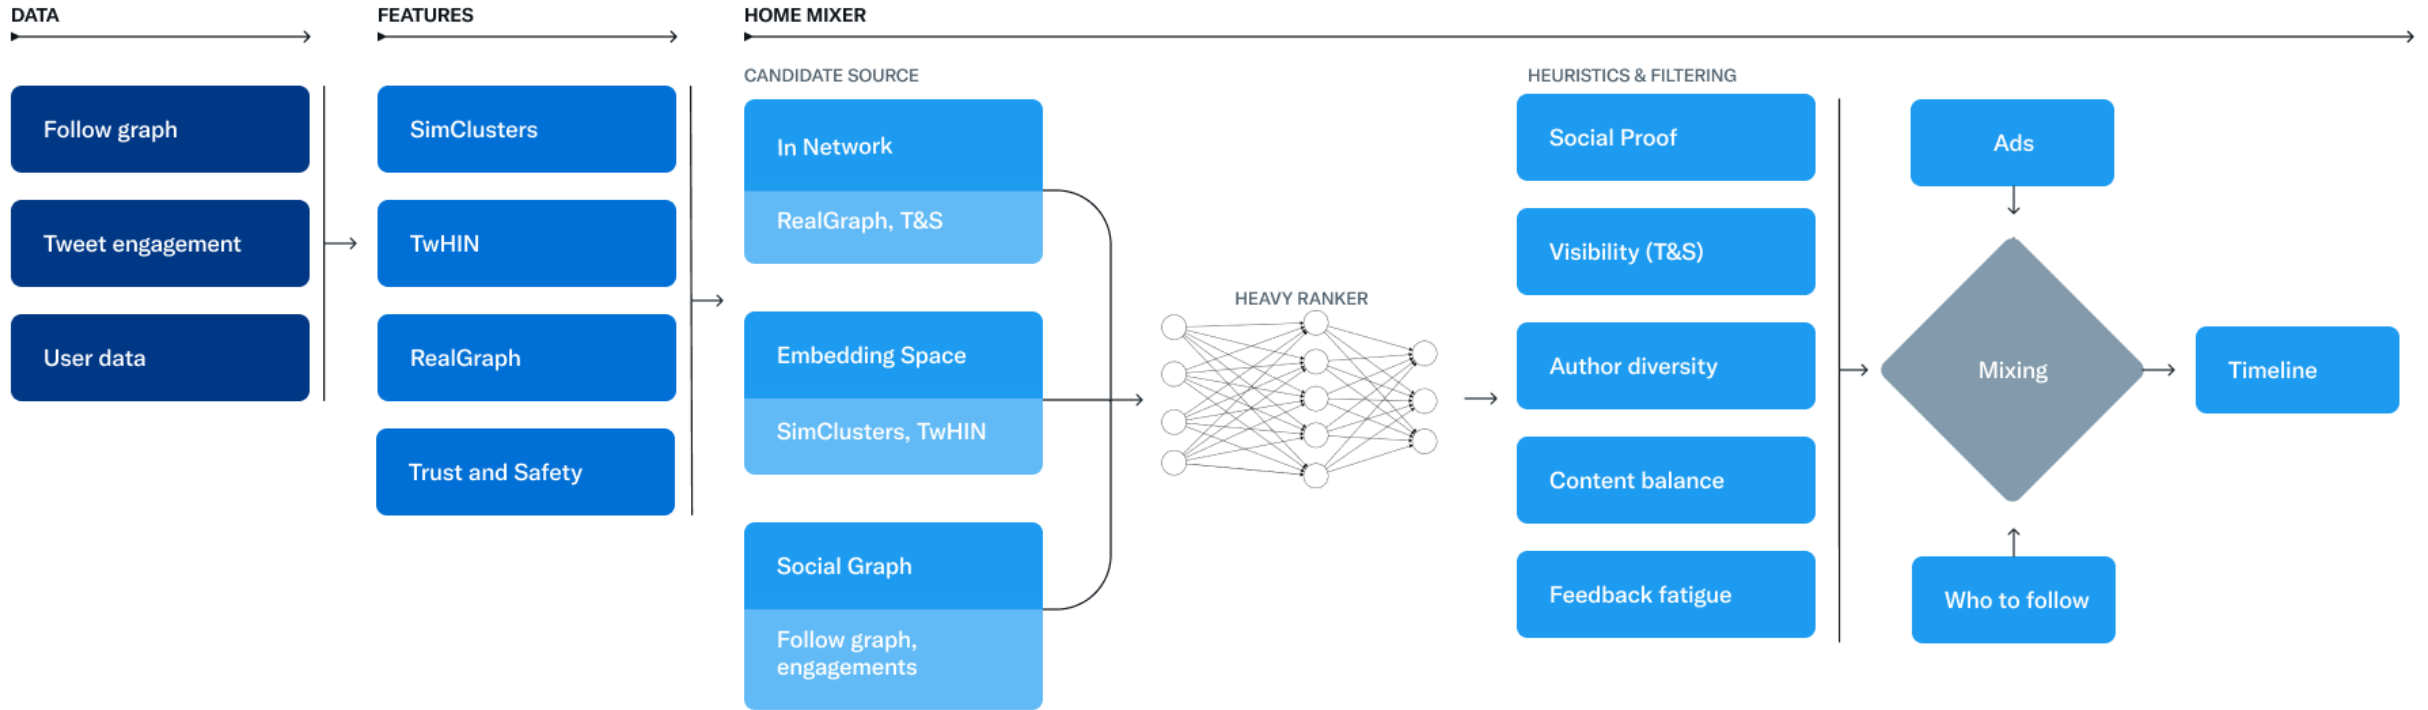 DATA
Follow graph
Tweet engagement
User data
FEATURES
SimClusters
TwHIN
RealGraph
Trust and Safety
HOME MIXER
CANDIDATE SOURCE
In Network
RealGraph, T&S
Embedding Space
SimClusters, TwHIN
Social Graph
Follow graph,
engagements
HEAVY RANKER
HEURISTICS & FILTERING
Social Proof
Visibility (T&S)
Author diversity
Content balance
Feedback fatigue
Ads
Mixing
Who to follow
Timeline